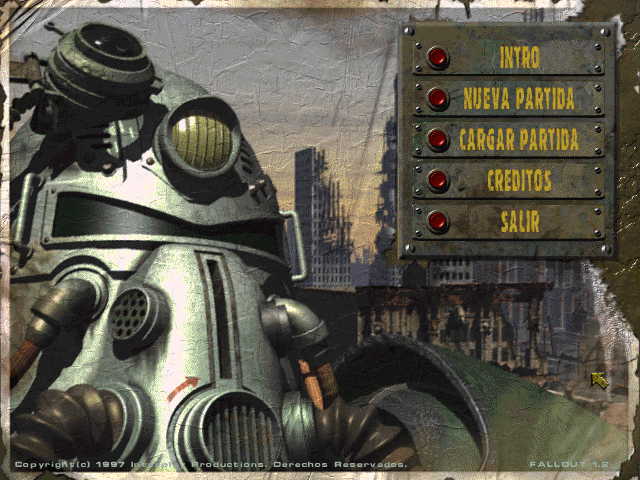 INTRO
NUEVA PARTIDA
CARGAR PARTIDA
CREDITOS
SALIR
Copyright(c) 1997 Interplay Productions. Derechos Reservados.
FALLOUT 1.2